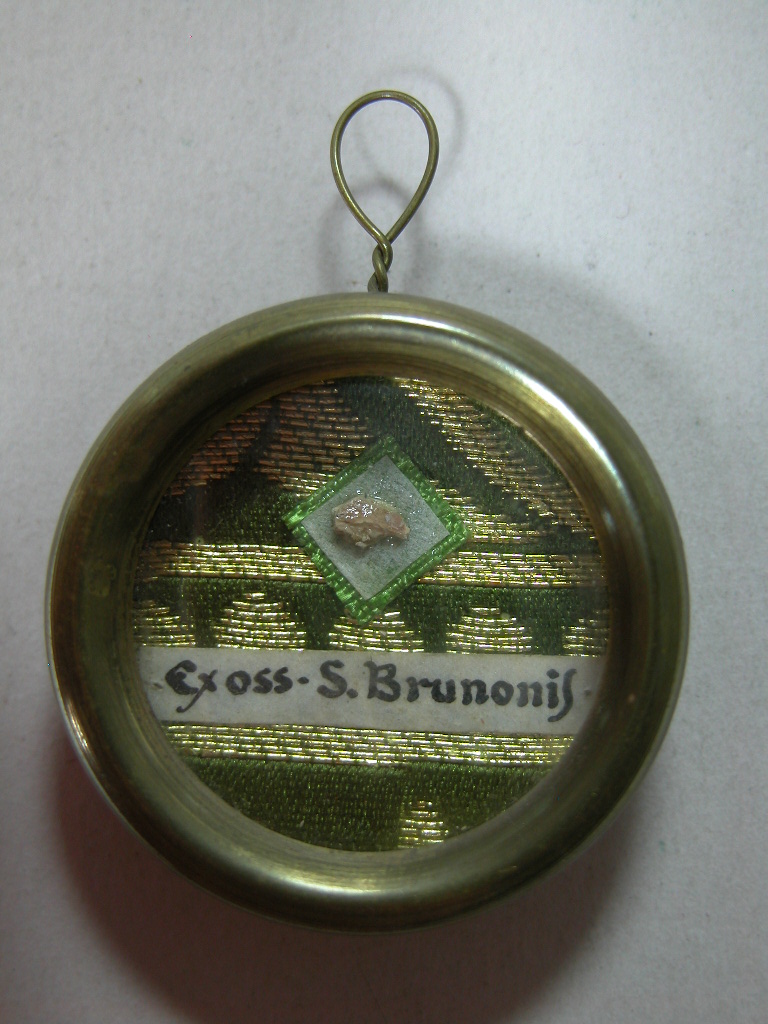 Ex oss. S. Brunoniſ.